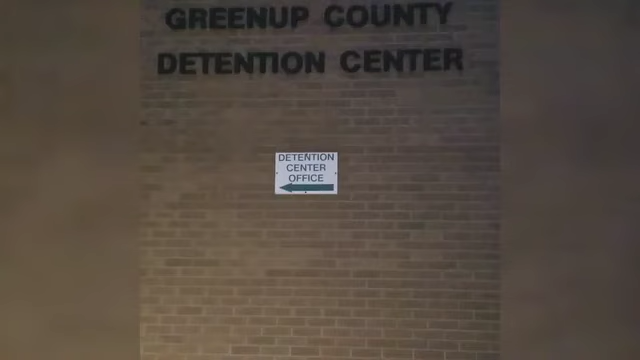 GREENUP COUNTY
DETENTION CENTER
DETENTION
CENTER
OFFICE